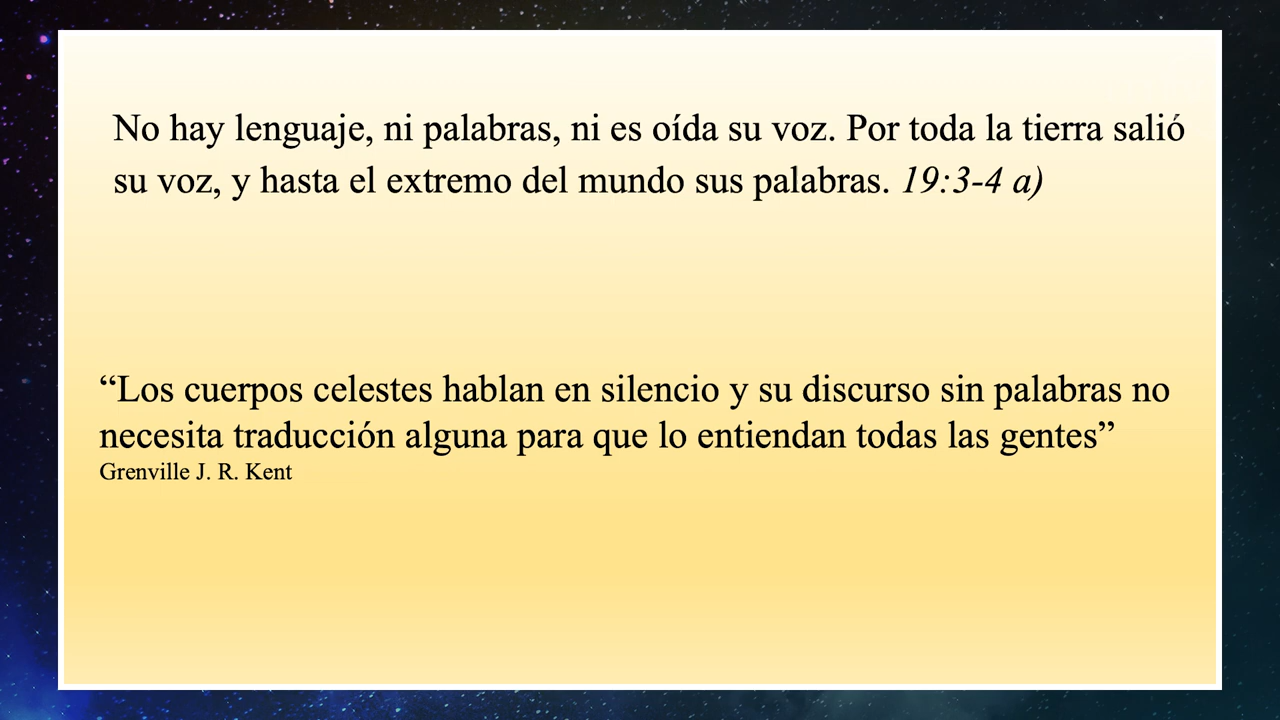 No hay lenguaje, ni palabras, ni es oída su voz. Por toda la tierra salió
su voz, y hasta el extremo del mundo sus palabras. 19:3-4 a)
“Los cuerpos celestes hablan en silencio y su discurso sin palabras no
necesita traducción alguna para que lo entiendan todas las gentes”
Grenville J. R. Kent